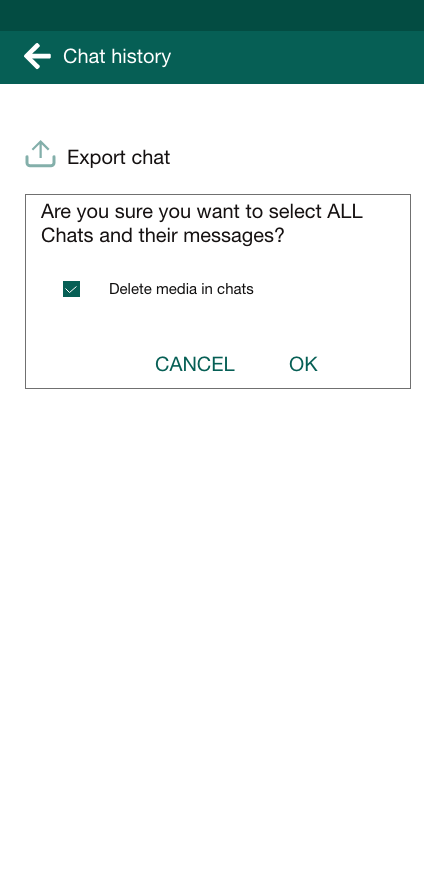 Chat history
Export chat
Are you sure you want to select ALL
Chats and their messages?
Delete media in chats
CANCEL OK